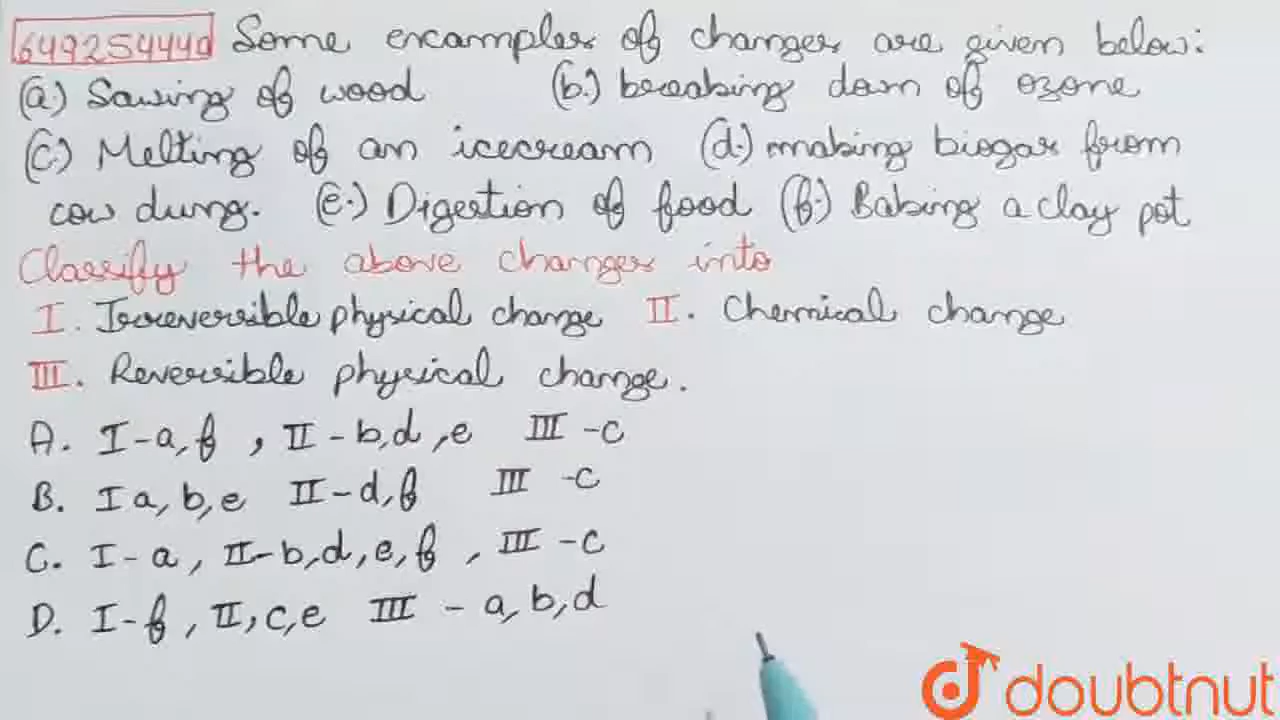 649254440 Some examples of changes are given below:
(a.) Sawing of wood (b.) breaking down of ozone
(c.) Melting of an icecream (d.) making biogas from
cow dung. (e.) Digestion of food (f.) Baking a clay pot
Classify the above changes into
I. Irreversible physical change II. Chemical change
III. Reversible physical change.
A. I-a, f , II-b,d,e III-c
B. I a, b, e II-d,f III-c
C. I-a, II-b,d,e,f, III-c
D. I-f, II,c,e III - a,b,d
doubtnut